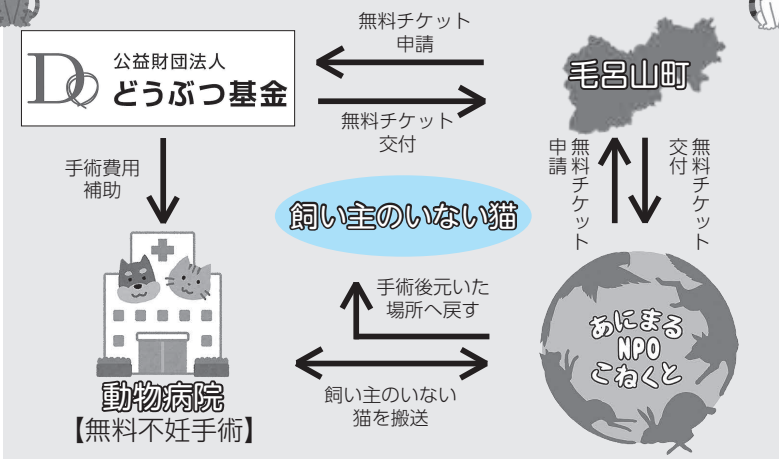 無料チケット
申請
公益財団法人
どうぶつ基金
毛呂山町
無料チケット
交付
手術費用
補助
無料チケット
申請
無料チケット
交付
飼い主のいない猫
手術後元いた
場所へ戻す
あにまる
NPO
こねくと
動物病院
【無料不妊手術】
飼い主のいない
猫を搬送